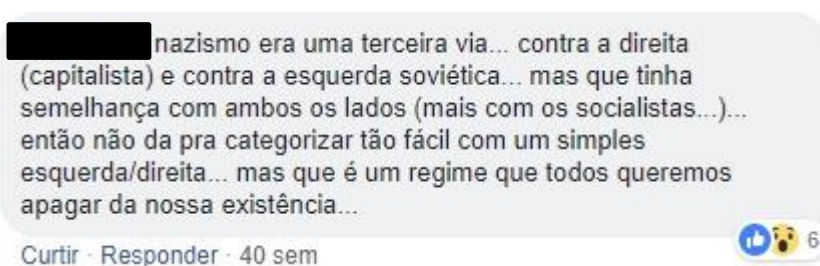 nazismo era uma terceira via... contra a direita
(capitalista) e contra a esquerda soviética... mas que tinha
semelhança com ambos os lados (mais com os socialistas...)...
então não da pra categorizar tão fácil com um simples
esquerda/direita... mas que é um regime que todos queremos
apagar da nossa existência...
6
Curtir · Responder · 40 sem